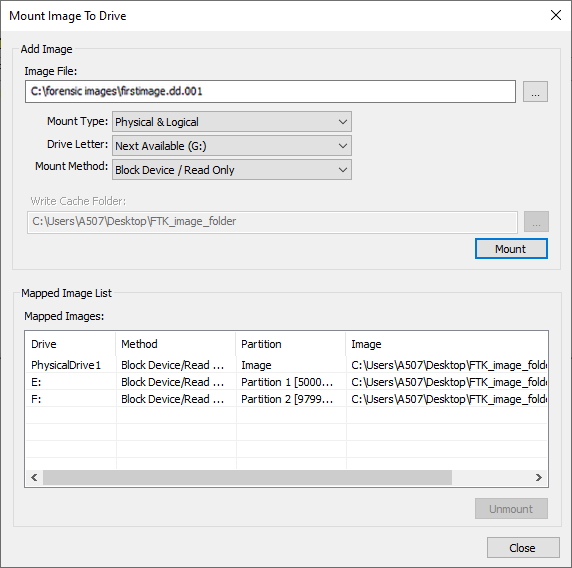 Mount Image To Drive
Add Image
Image File:
C:\forensic images\firstimage.dd.001
...
Mount Type: Physical & Logical
Drive Letter: Next Available (G:)
Mount Method: Block Device / Read Only
Write Cache Folder:
C:\Users\A507\Desktop\FTK_image_folder
...
Mount
Mapped Image List
Mapped Images:
Drive Method Partition Image
PhysicalDrive1 Block Device/Read ... Image C:\Users\A507\Desktop\FTK_image_folde
E: Block Device/Read ... Partition 1 [5000... C:\Users\A507\Desktop\FTK_image_folde
F: Block Device/Read ... Partition 2 [9799... C:\Users\A507\Desktop\FTK_image_folde
Unmount
Close